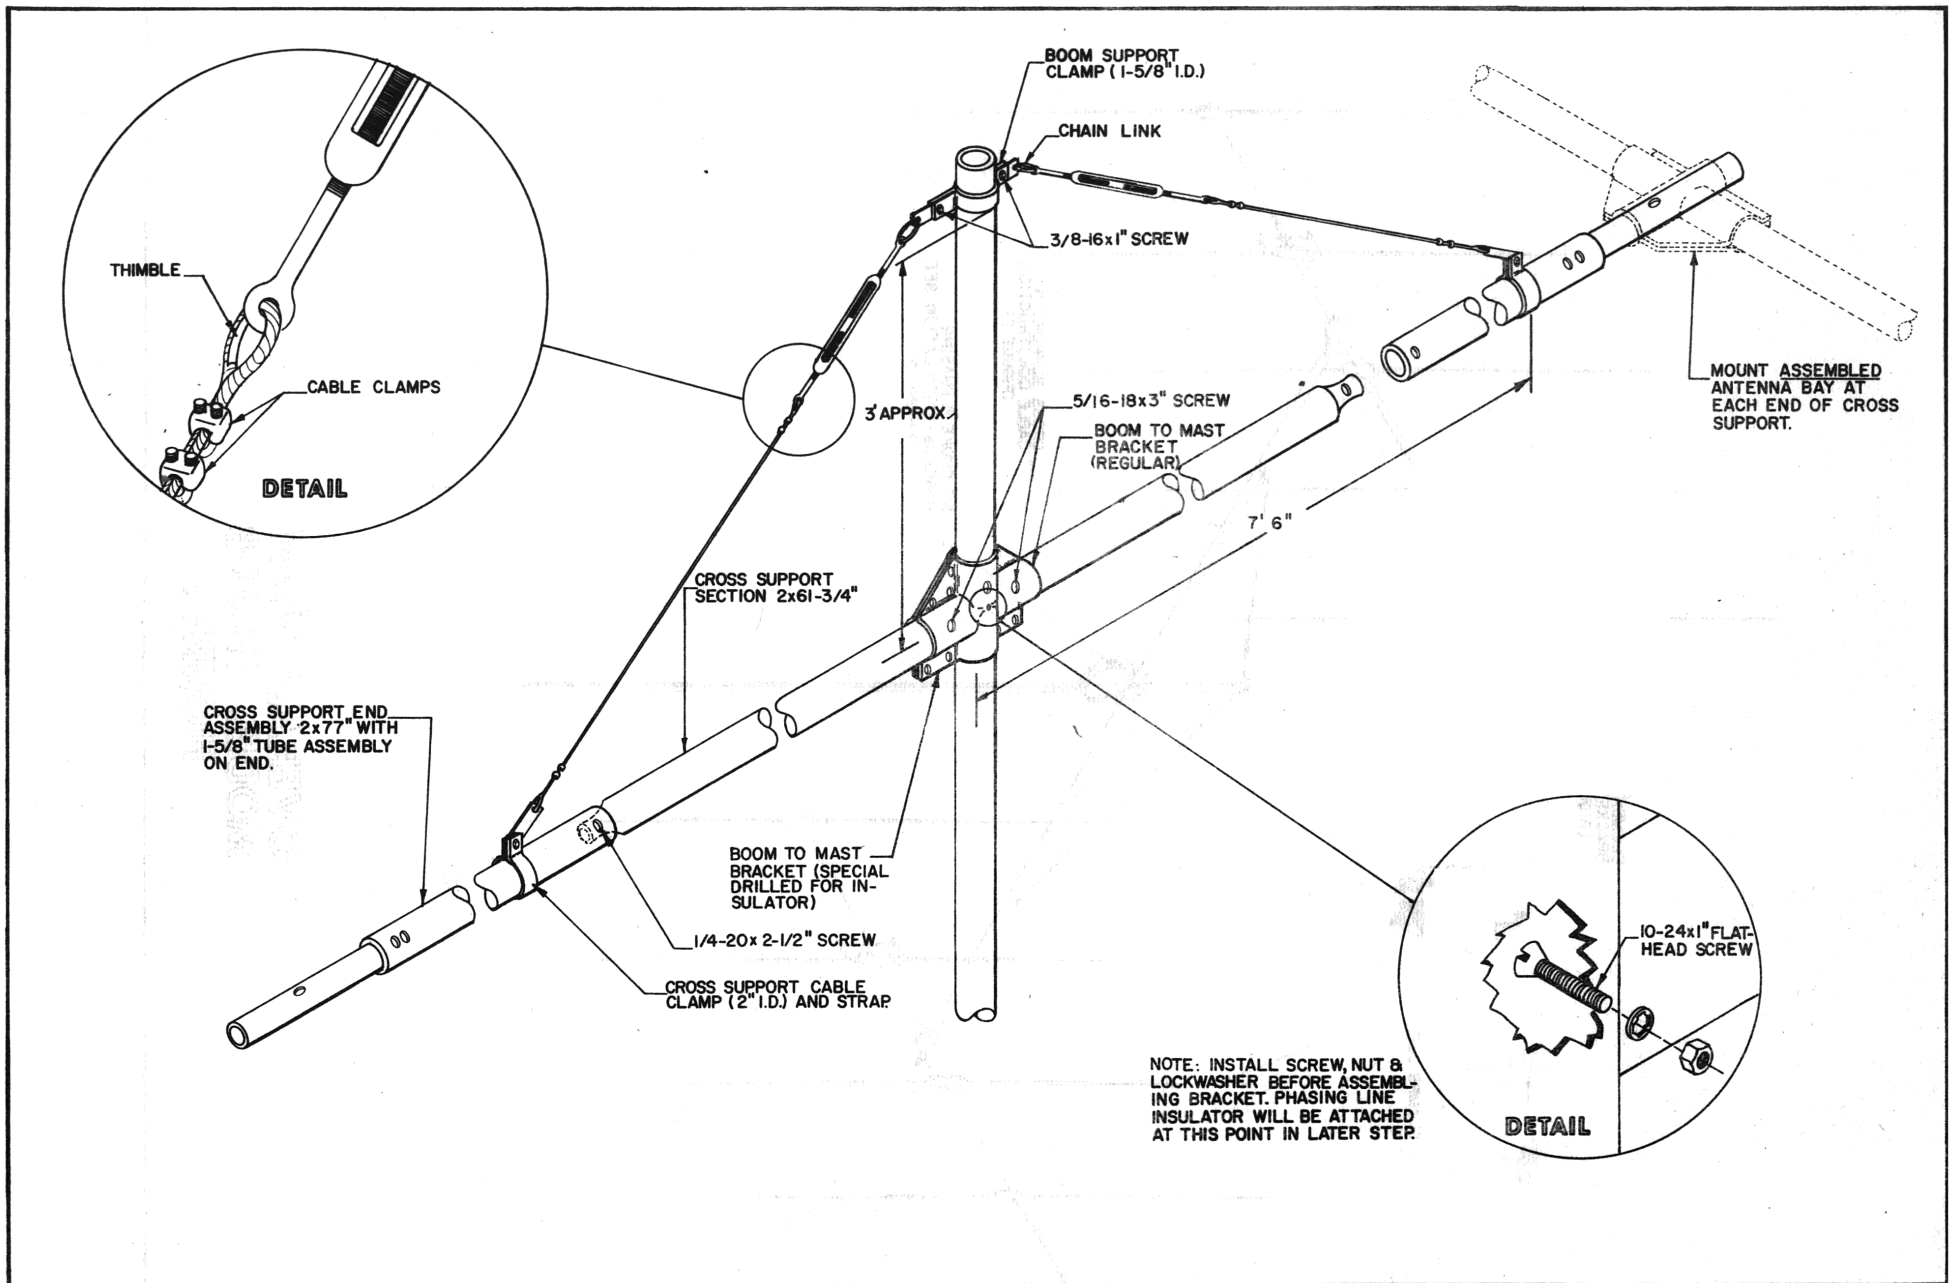 BOOM SUPPORT
CLAMP ( 1-5/8" I.D.)
CHAIN LINK
3/8-16x1" SCREW
THIMBLE
CABLE CLAMPS
DETAIL
3' APPROX.
5/16-18x3" SCREW
BOOM TO MAST
BRACKET
(REGULAR)
MOUNT ASSEMBLED
ANTENNA BAY AT
EACH END OF CROSS
SUPPORT.
7' 6"
CROSS SUPPORT
SECTION 2x61-3/4"
CROSS SUPPORT END
ASSEMBLY 2x77" WITH
1-5/8" TUBE ASSEMBLY
ON END.
BOOM TO MAST
BRACKET (SPECIAL
DRILLED FOR IN-
SULATOR)
1/4-20x 2-1/2" SCREW
CROSS SUPPORT CABLE
CLAMP (2" I.D.) AND STRAP.
10-24x1" FLAT-
HEAD SCREW
DETAIL
NOTE: INSTALL SCREW, NUT &
LOCKWASHER BEFORE ASSEMBL-
ING BRACKET. PHASING LINE
INSULATOR WILL BE ATTACHED
AT THIS POINT IN LATER STEP.